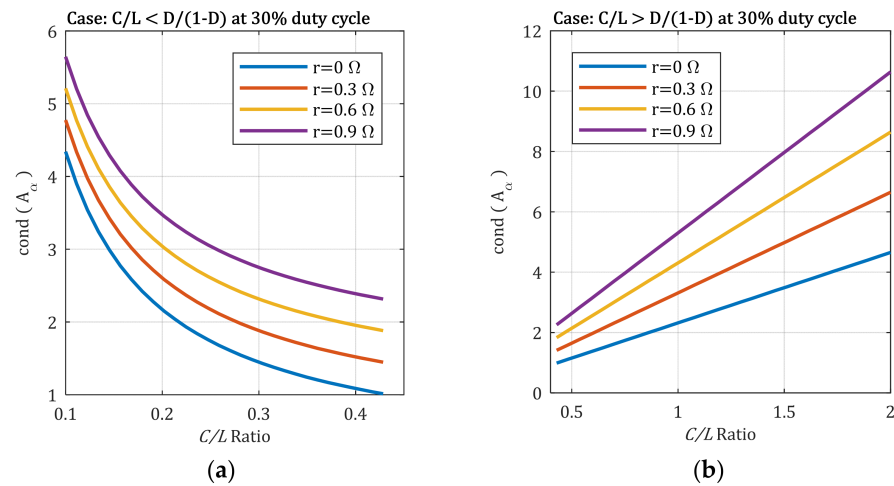 Case: C/L < D/(1-D) at 30% duty cycle
6
5
4
3
2
1
cond ( A α )
r=0 Ω
r=0.3 Ω
r=0.6 Ω
r=0.9 Ω
0.1 0.2 0.3 0.4
C/L Ratio
(a)
Case: C/L > D/(1-D) at 30% duty cycle
12
10
8
6
4
2
0
cond ( A α )
r=0 Ω
r=0.3 Ω
r=0.6 Ω
r=0.9 Ω
0.5 1 1.5 2
C/L Ratio
(b)